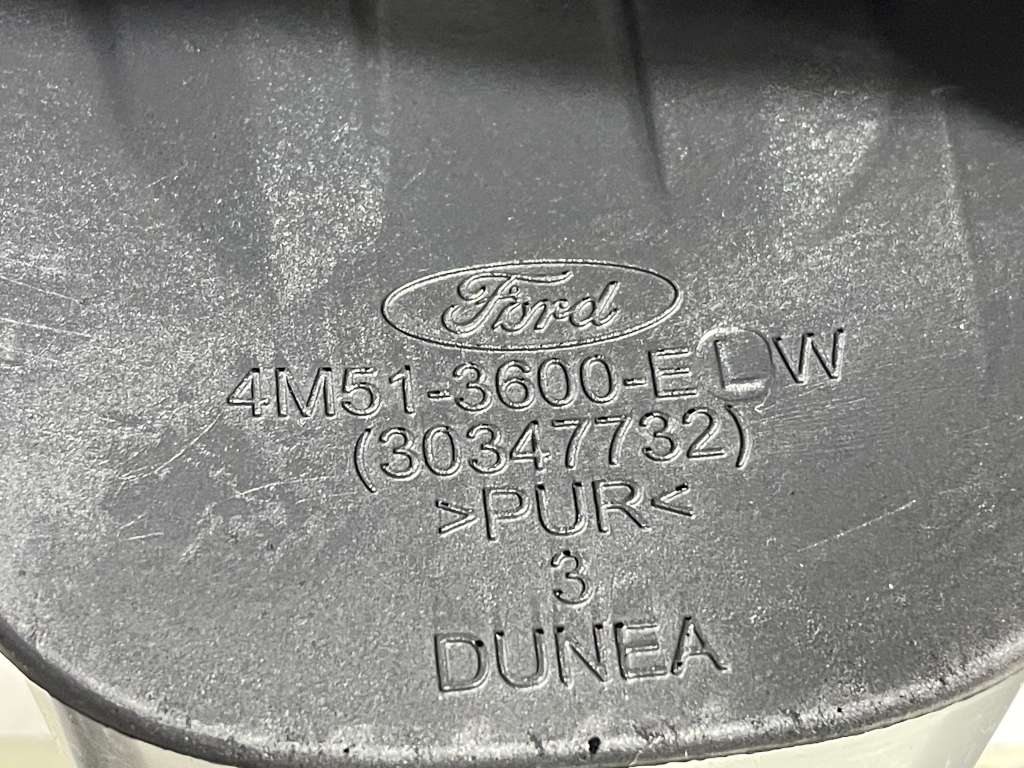 Ford
4M51-3600-ELW
(30347732)
>PUR<
3
DUNEA